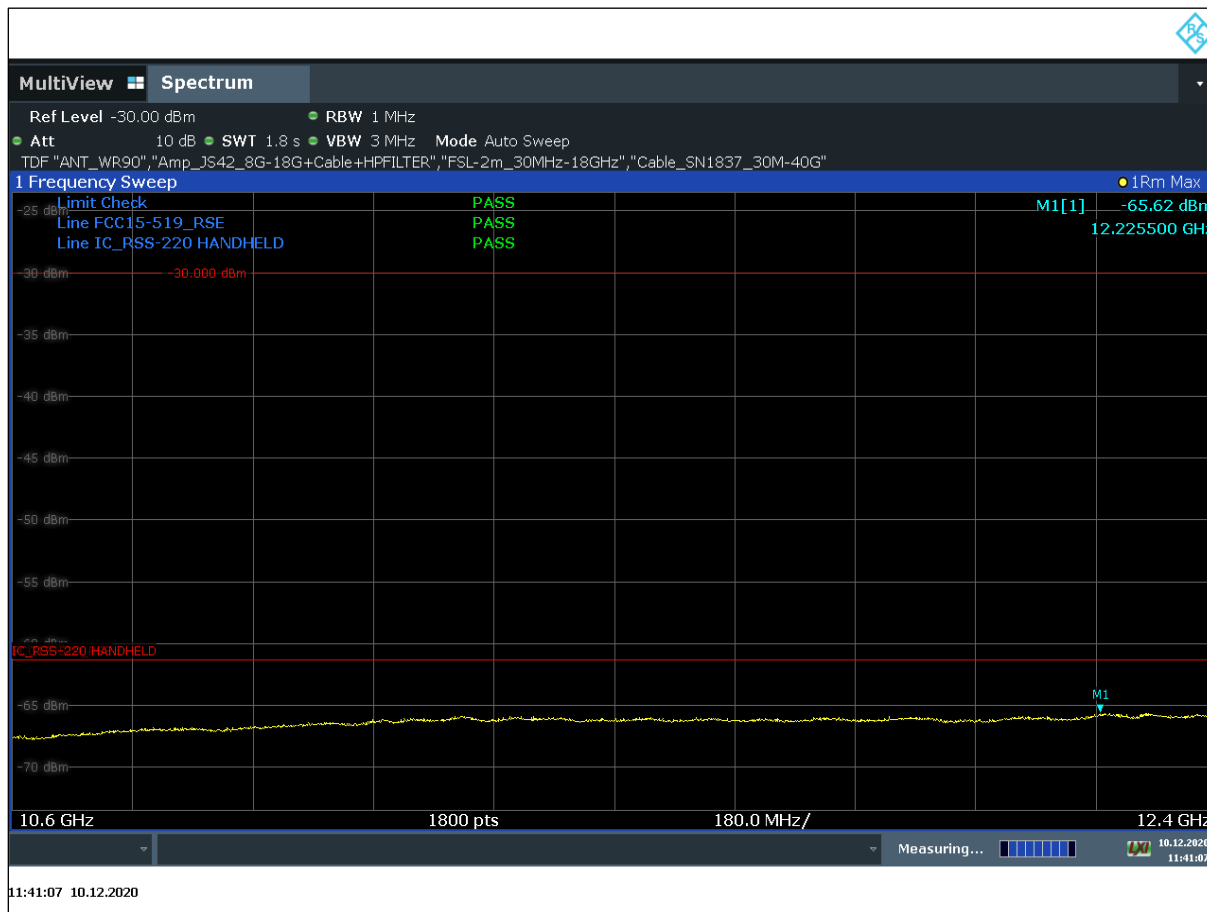 RS
MultiView Spectrum
Ref Level -30.00 dBm RBW 1 MHz
Att 10 dB SWT 1.8 s VBW 3 MHz Mode Auto Sweep
TDF "ANT_WR90","Amp_JS42_8G-18G+Cable+HPFILTER","FSL-2m_30MHz-18GHz","Cable_SN1837_30M-40G"
1 Frequency Sweep 1Rm Max
Limit Check PASS M1[1] -65.62 dBm
-25 dBm
Line FCC15-519_RSE PASS 12.225500 GHz
Line IC_RSS-220 HANDHELD PASS
-30 dBm -30.000 dBm
-35 dBm
-40 dBm
-45 dBm
-50 dBm
-55 dBm
-60 dBm
IC_RSS-220 HANDHELD
M1
-65 dBm
-70 dBm
10.6 GHz 1800 pts 180.0 MHz/ 12.4 GHz
Measuring... LXI 10.12.2020
11:41:07
11:41:07 10.12.2020